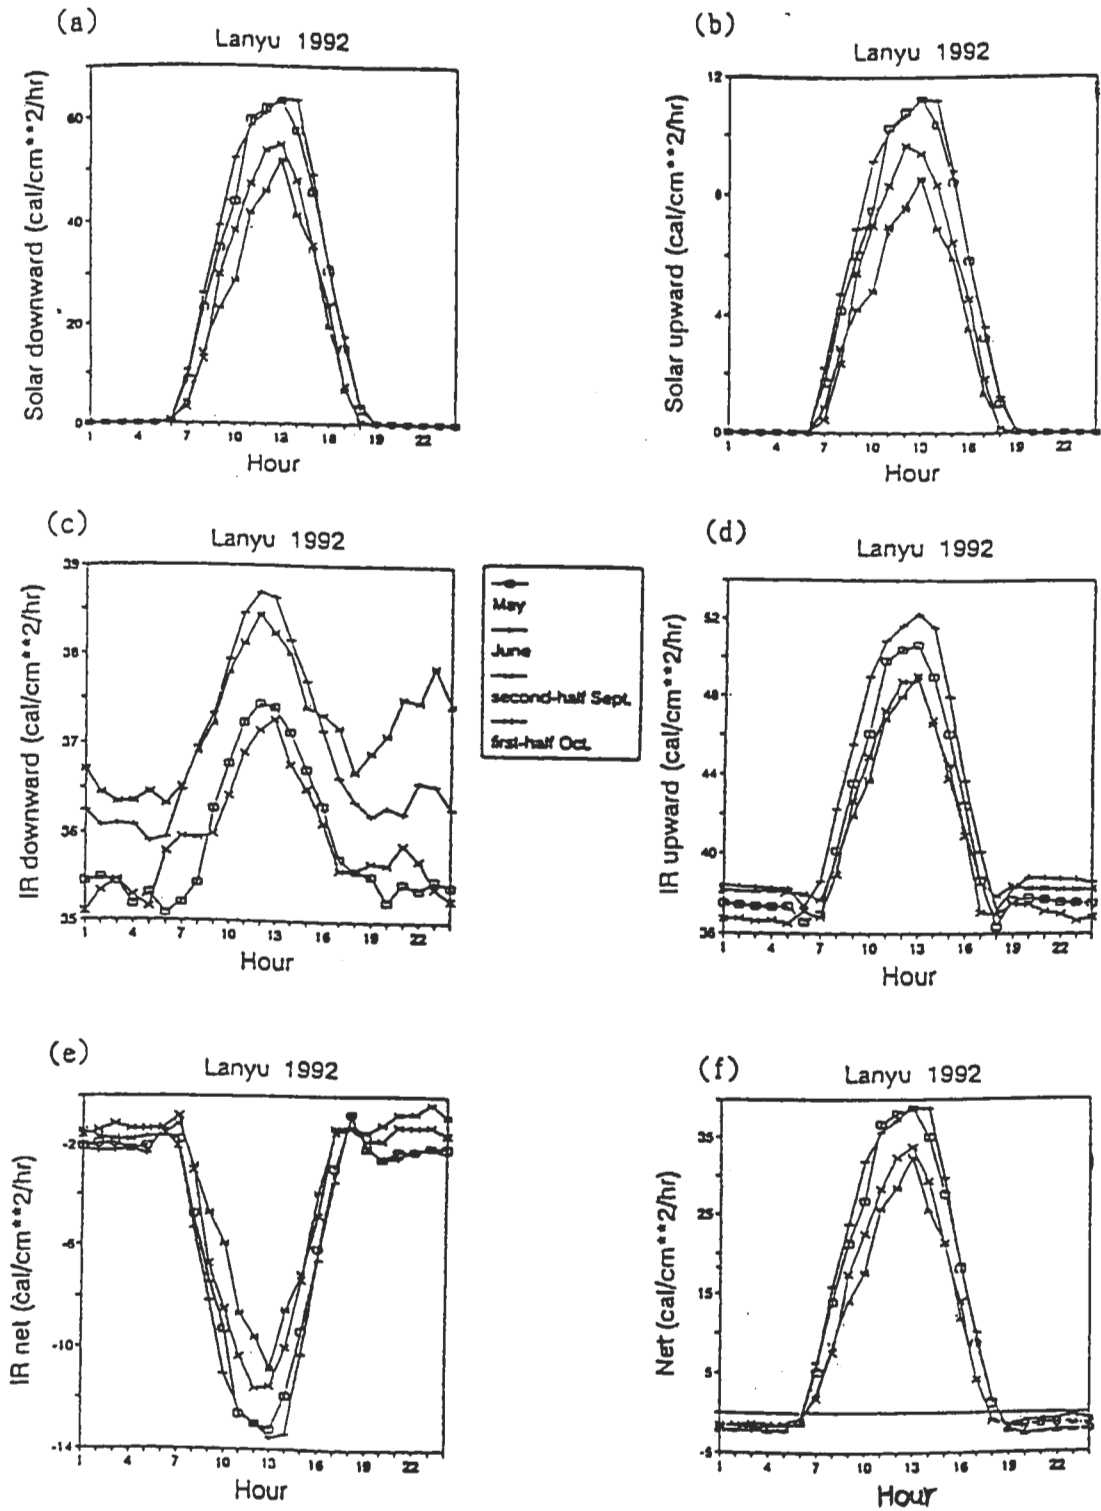 (a)
Lanyu 1992
Solar downward (cal/cm**2/hr)
60
40
20
0
1 4 7 10 13 16 19 22
Hour
(b)
Lanyu 1992
Solar upward (cal/cm**2/hr)
12
8
4
0
1 4 7 10 13 16 19 22
Hour
(c)
Lanyu 1992
IR downward (cal/cm**2/hr)
39
38
37
36
35
1 4 7 10 13 16 19 22
Hour
May
June
second-half Sept.
first-half Oct.
(d)
Lanyu 1992
IR upward (cal/cm**2/hr)
52
48
44
40
36
1 4 7 10 13 16 19 22
Hour
(e)
Lanyu 1992
IR net (cal/cm**2/hr)
-2
-6
-10
-14
1 4 7 10 13 16 19 22
Hour
(f)
Lanyu 1992
Net (cal/cm**2/hr)
35
25
15
5
-5
1 4 7 10 13 16 19 22
Hour